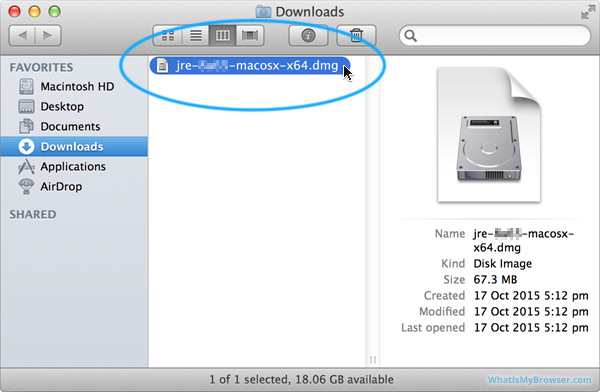 Downloads
jre-
-macosx-x64.dmg
FAVORITES
Macintosh HD
Desktop
Documents
Downloads
Applications
AirDrop
SHARED
Name jre-
-macosx-
x64.dmg
Kind Disk Image
Size 67.3 MB
Created 17 Oct 2015 5:12 pm
Modified 17 Oct 2015 5:12 pm
Last opened 17 Oct 2015 5:12 pm
1 of 1 selected, 18.06 GB available
WhatIsMyBrowser.com